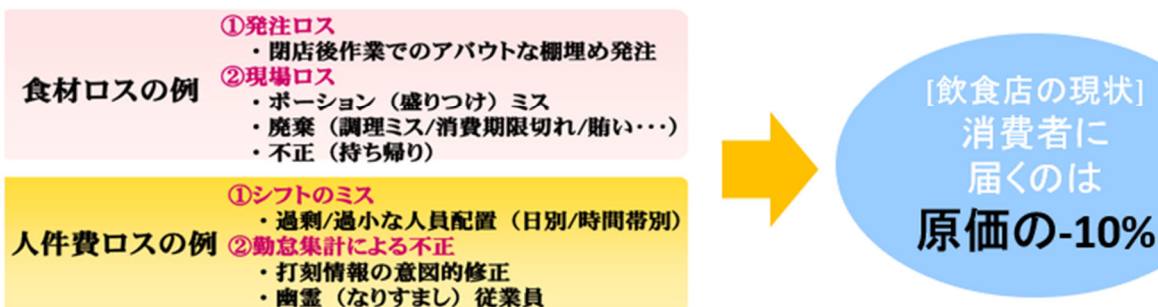 食材ロスの例
①発注ロス
・閉店後作業でのアバウトな棚埋め発注
②現場ロス
・ポーション（盛りつけ）ミス
・廃棄（調理ミス/消費期限切れ/賄い・・・）
・不正（持ち帰り）
人件費ロスの例
①シフトのミス
・過剰/過小な人員配置（日別/時間帯別）
②勤怠集計による不正
・打刻情報の意図的修正
・幽霊（なりすまし）従業員
[飲食店の現状]
消費者に
届くのは
原価の-10%